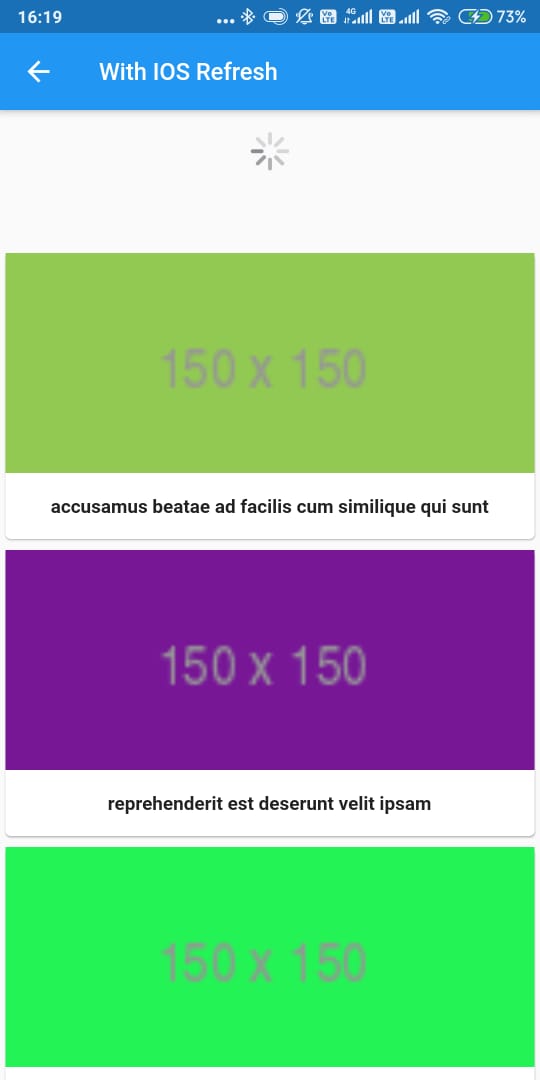 16:19
Vo LTE
4G
Vo LTE
73%
With IOS Refresh
150 x 150
accusamus beatae ad facilis cum similique qui sunt
150 x 150
reprehenderit est deserunt velit ipsam
150 x 150